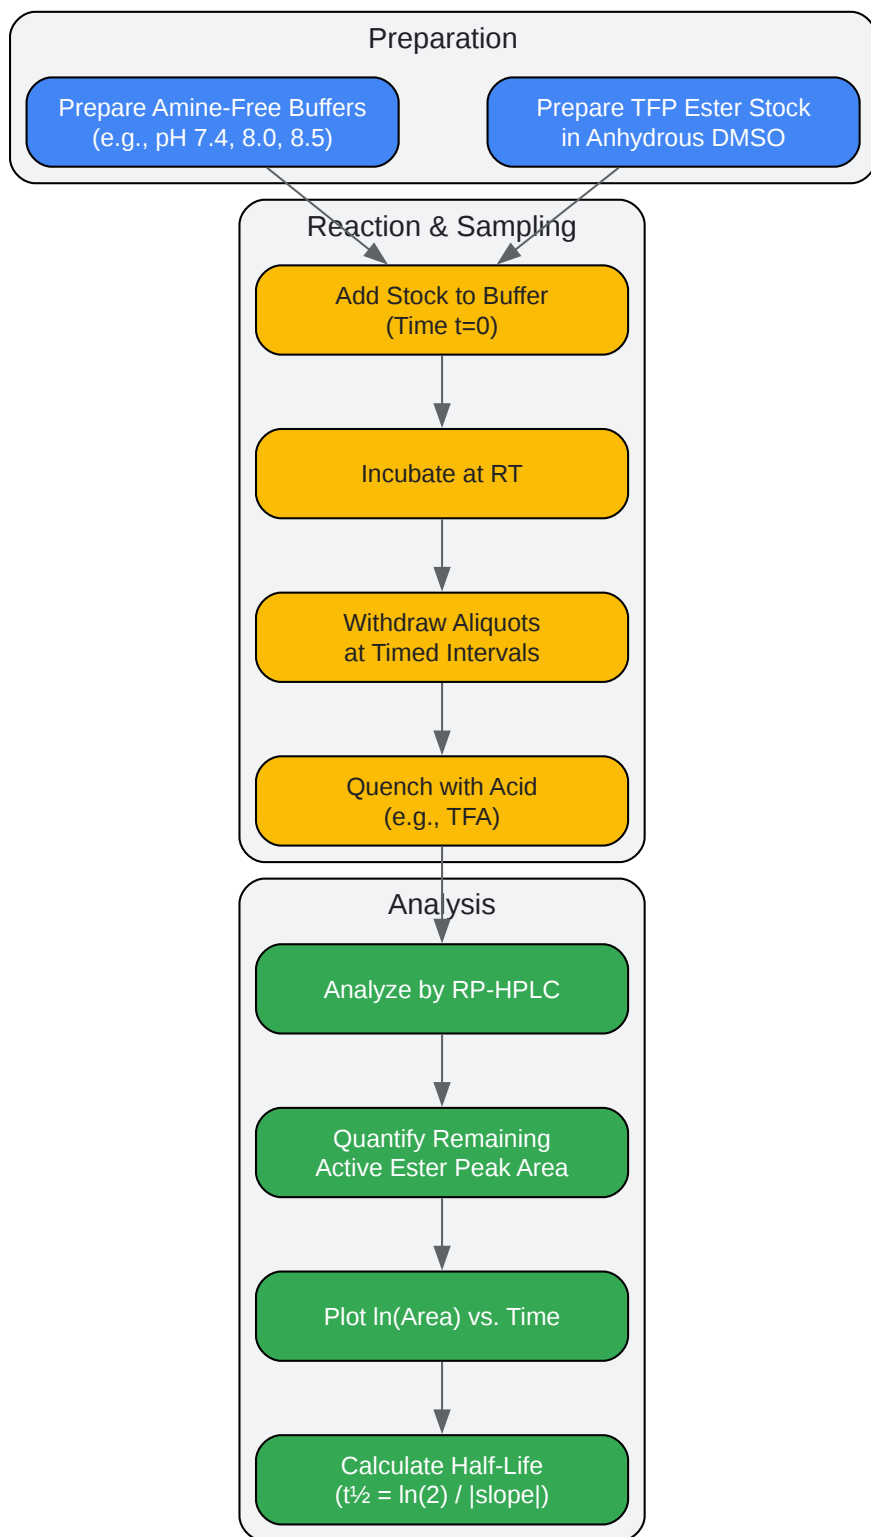 Preparation
Prepare Amine-Free Buffers
(e.g., pH 7.4, 8.0, 8.5)
Prepare TFP Ester Stock
in Anhydrous DMSO
Reaction & Sampling
Add Stock to Buffer
(Time t=0)
Incubate at RT
Withdraw Aliquots
at Timed Intervals
Quench with Acid
(e.g., TFA)
Analysis
Analyze by RP-HPLC
Quantify Remaining
Active Ester Peak Area
Plot ln(Area) vs. Time
Calculate Half-Life
(t½ = ln(2) / |slope|)